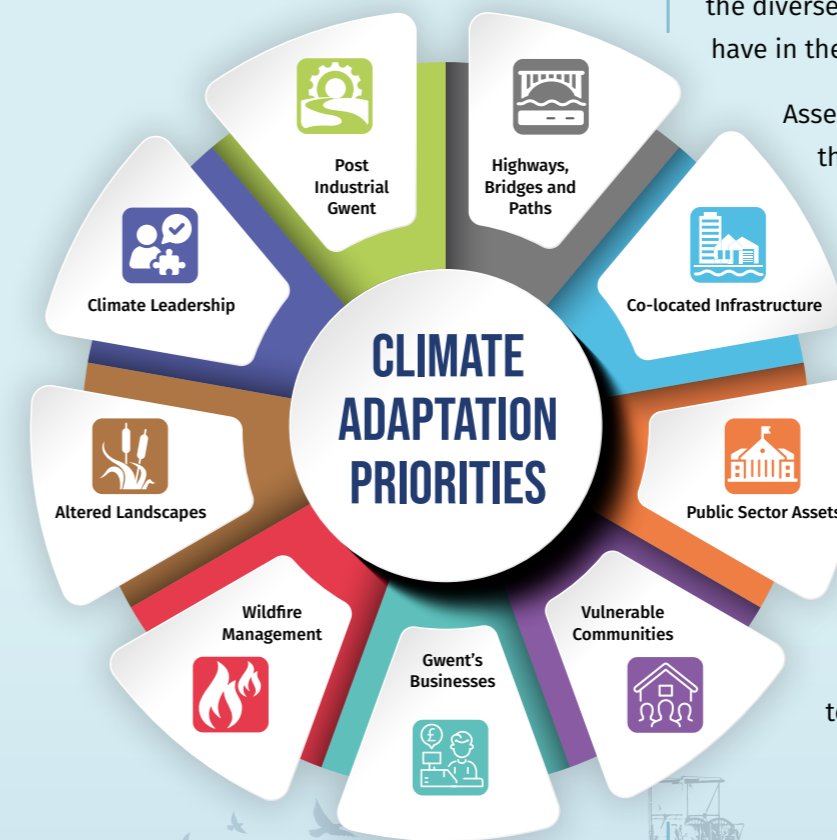 the diverse
have in the
Asse
th
Post
Industrial
Gwent
Highways,
Bridges and
Paths
Climate Leadership
Co-located Infrastructure
CLIMATE
ADAPTATION
PRIORITIES
Altered Landscapes
Public Sector Assets
Wildfire
Management
Vulnerable
Communities
Gwent's
Businesses
£
t